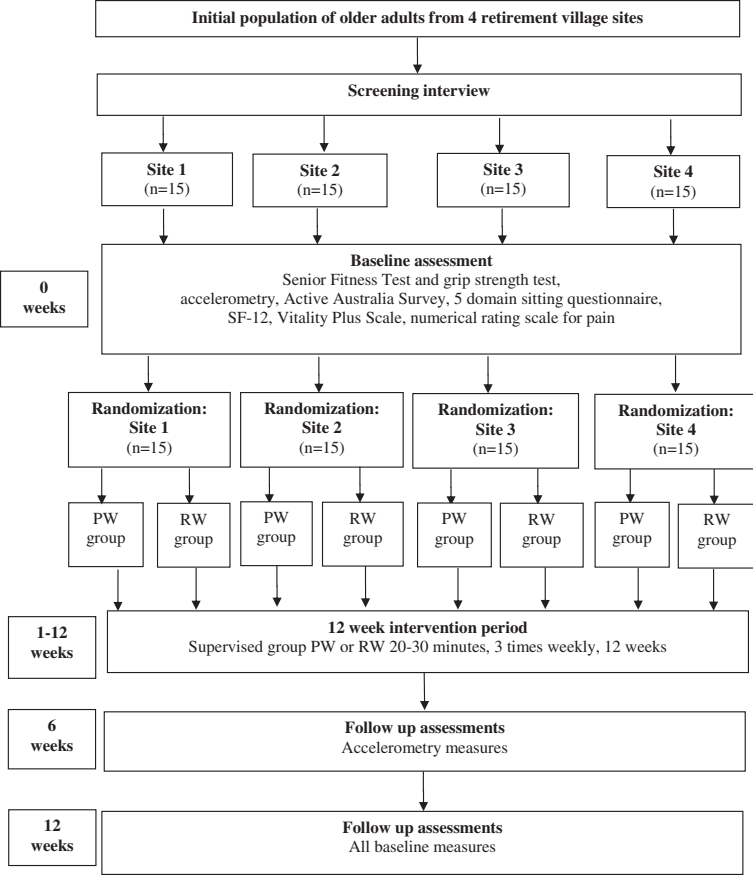 Initial population of older adults from 4 retirement village sites
Screening interview
Site 1
(n=15)
Site 2
(n=15)
Site 3
(n=15)
Site 4
(n=15)
0
weeks
Baseline assessment
Senior Fitness Test and grip strength test,
accelerometry, Active Australia Survey, 5 domain sitting questionnaire,
SF-12, Vitality Plus Scale, numerical rating scale for pain
Randomization:
Site 1
(n=15)
Randomization:
Site 2
(n=15)
Randomization:
Site 3
(n=15)
Randomization:
Site 4
(n=15)
PW
group
RW
group
PW
group
RW
group
PW
group
RW
group
PW
group
RW
group
1-12
weeks
12 week intervention period
Supervised group PW or RW 20-30 minutes, 3 times weekly, 12 weeks
6
weeks
Follow up assessments
Accelerometry measures
12
weeks
Follow up assessments
All baseline measures